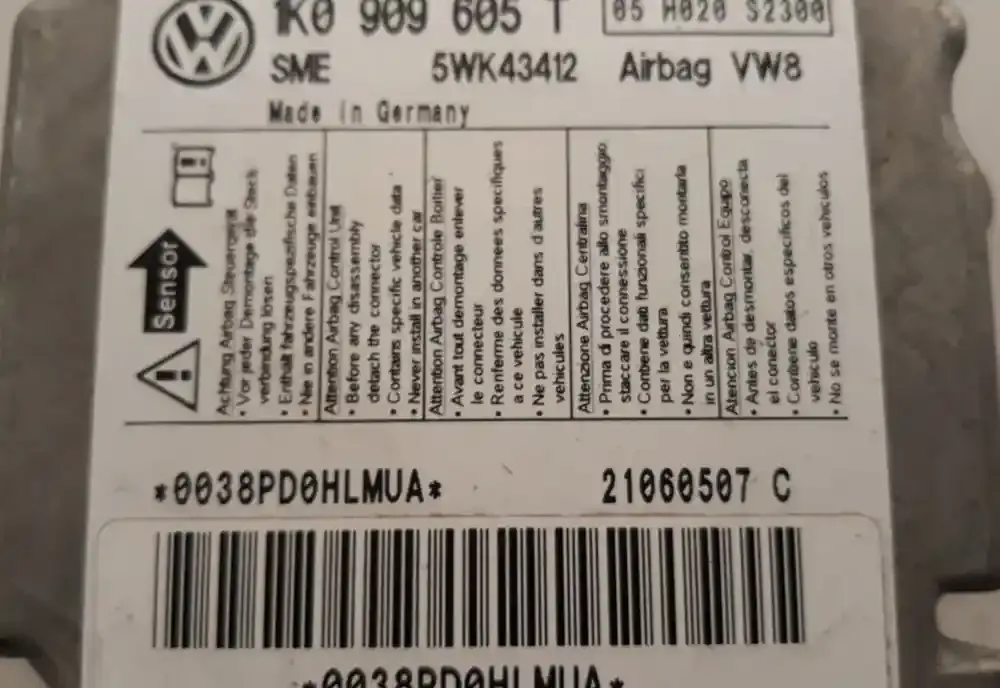 1K0 909 605 T
05 H020 S2300
SME 5WK43412 Airbag VW8
Made in Germany
Sensor
Achtung Airbag Steuergerät
• Vor jeder Demontage die Steck
verbindung lösen
• Enthält fahrzeugspezifische Daten
• Nie in andere Fahrzeuge einbauen
Attention Airbag Control Unit
• Before any disassembly
detach the connector
• Contains specific vehicle data
• Never install in another car
Attention Airbag Controle Boitier
• Avant tout demontage enlever
le connecteur
• Renferme des donnees specifiques
a ce vehicule
• Ne pas installer dans d'autres
vehicules
Attenzione Airbag Centralina
• Prima di procedere allo smontaggio
staccare il connessione
• Contiene dati funzionali specifici
per la vettura
• Non e quindi consentito montarla
in un altra vettura
Atencion Airbag Control Equipo
• Antes de desmontar, desconecta
el conector
• Contiene datos especificos del
vehiculo
• No se monte en otros vehiculos
*0038PD0HLMUA* 21060507 C
*0038PD0HLMUA*